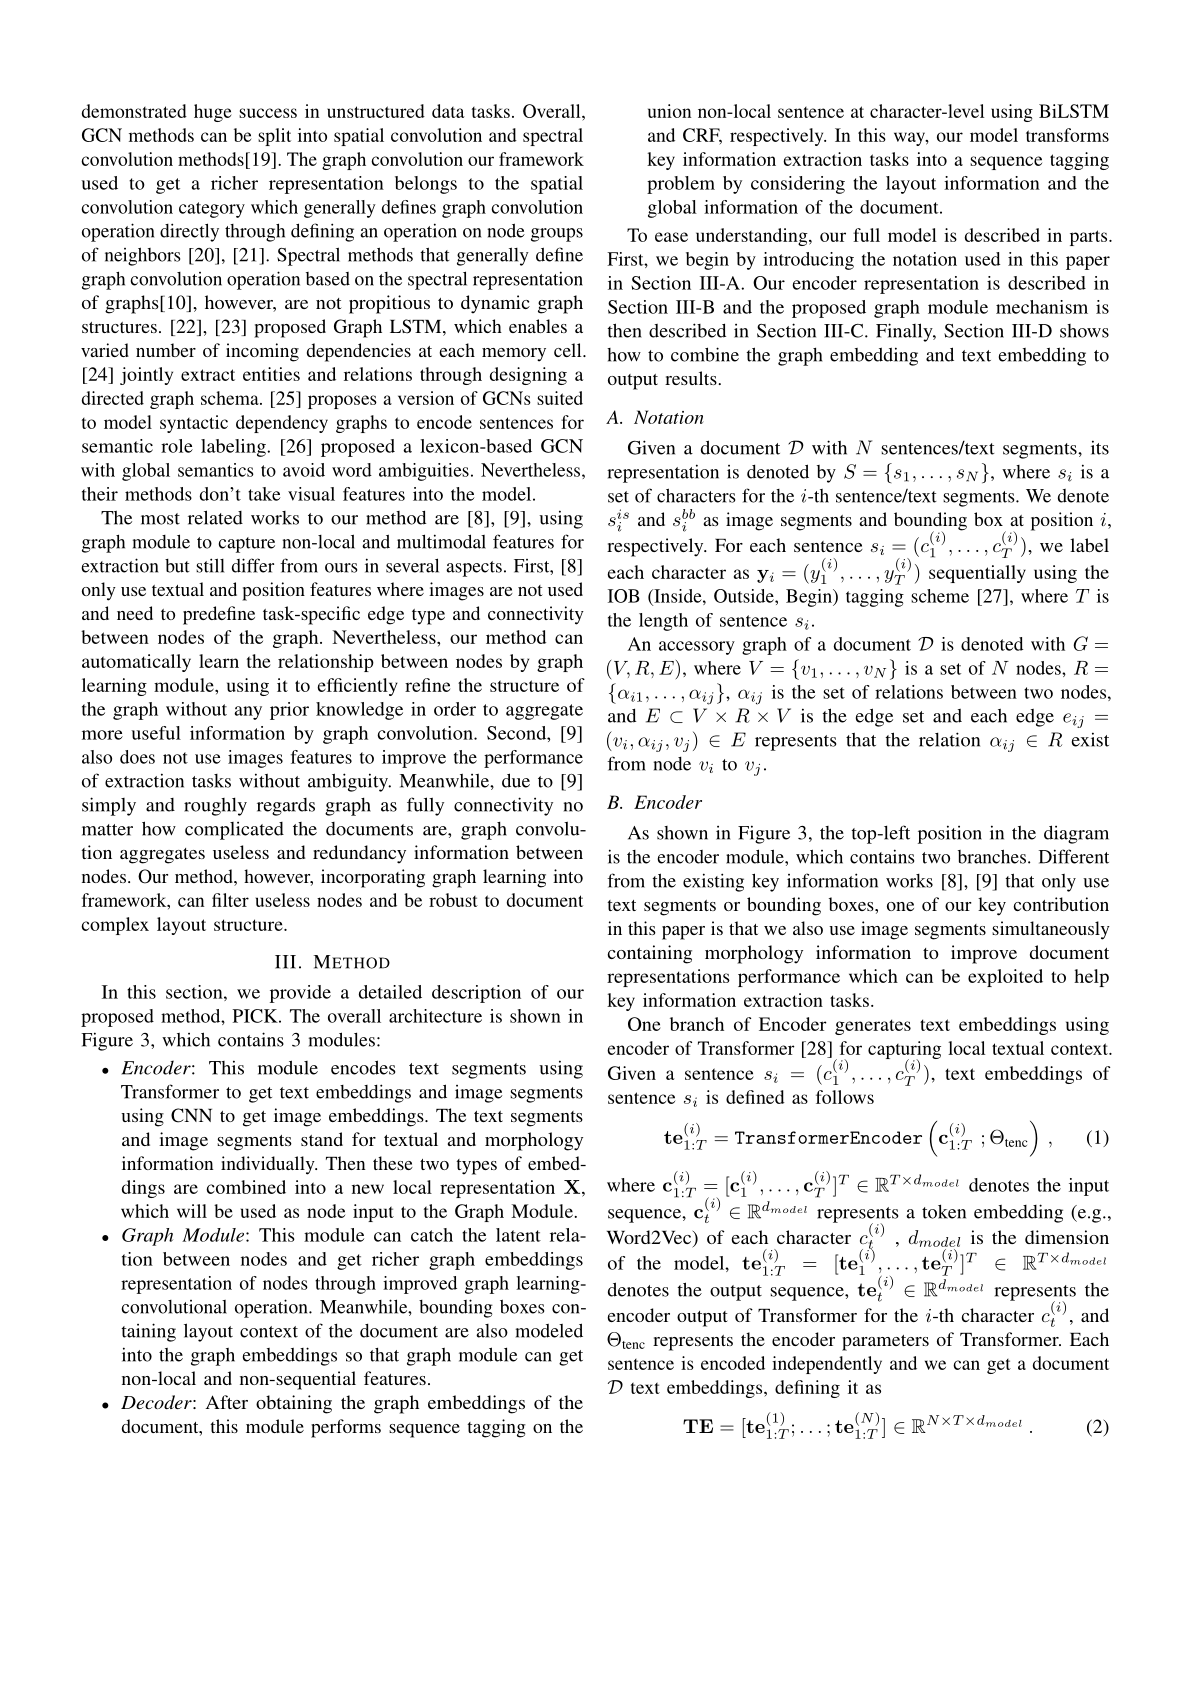 demonstrated huge success in unstructured data tasks. Overall,
GCN methods can be split into spatial convolution and spectral
convolution methods[19]. The graph convolution our framework
used to get a richer representation belongs to the spatial
convolution category which generally defines graph convolution
operation directly through defining an operation on node groups
of neighbors [20], [21]. Spectral methods that generally define
graph convolution operation based on the spectral representation
of graphs[10], however, are not propitious to dynamic graph
structures. [22], [23] proposed Graph LSTM, which enables a
varied number of incoming dependencies at each memory cell.
[24] jointly extract entities and relations through designing a
directed graph schema. [25] proposes a version of GCNs suited
to model syntactic dependency graphs to encode sentences for
semantic role labeling. [26] proposed a lexicon-based GCN
with global semantics to avoid word ambiguities. Nevertheless,
their methods don't take visual features into the model.
The most related works to our method are [8], [9], using
graph module to capture non-local and multimodal features for
extraction but still differ from ours in several aspects. First, [8]
only use textual and position features where images are not used
and need to predefine task-specific edge type and connectivity
between nodes of the graph. Nevertheless, our method can
automatically learn the relationship between nodes by graph
learning module, using it to efficiently refine the structure of
the graph without any prior knowledge in order to aggregate
more useful information by graph convolution. Second, [9]
also does not use images features to improve the performance
of extraction tasks without ambiguity. Meanwhile, due to [9]
simply and roughly regards graph as fully connectivity no
matter how complicated the documents are, graph convolu-
tion aggregates useless and redundancy information between
nodes. Our method, however, incorporating graph learning into
framework, can filter useless nodes and be robust to document
complex layout structure.
III. METHOD
In this section, we provide a detailed description of our
proposed method, PICK. The overall architecture is shown in
Figure 3, which contains 3 modules:
• Encoder: This module encodes text segments using
Transformer to get text embeddings and image segments
using CNN to get image embeddings. The text segments
and image segments stand for textual and morphology
information individually. Then these two types of embed-
dings are combined into a new local representation X,
which will be used as node input to the Graph Module.
• Graph Module: This module can catch the latent rela-
tion between nodes and get richer graph embeddings
representation of nodes through improved graph learning-
convolutional operation. Meanwhile, bounding boxes con-
taining layout context of the document are also modeled
into the graph embeddings so that graph module can get
non-local and non-sequential features.
• Decoder: After obtaining the graph embeddings of the
document, this module performs sequence tagging on the
union non-local sentence at character-level using BiLSTM
and CRF, respectively. In this way, our model transforms
key information extraction tasks into a sequence tagging
problem by considering the layout information and the
global information of the document.
To ease understanding, our full model is described in parts.
First, we begin by introducing the notation used in this paper
in Section III-A. Our encoder representation is described in
Section III-B and the proposed graph module mechanism is
then described in Section III-C. Finally, Section III-D shows
how to combine the graph embedding and text embedding to
output results.
A. Notation
Given a document $\mathcal{D}$ with $N$ sentences/text segments, its
representation is denoted by $S = \{s_1, \ldots, s_N\}$, where $s_i$ is a
set of characters for the $i$-th sentence/text segments. We denote
$s_i^{is}$ and $s_i^{bb}$ as image segments and bounding box at position $i$,
respectively. For each sentence $s_i = (c_1^{(i)}, \ldots, c_T^{(i)})$, we label
each character as $\mathbf{y}_i = (y_1^{(i)}, \ldots, y_T^{(i)})$ sequentially using the
IOB (Inside, Outside, Begin) tagging scheme [27], where $T$ is
the length of sentence $s_i$.
An accessory graph of a document $\mathcal{D}$ is denoted with $G =$
$(V, R, E)$, where $V = \{v_1, \ldots, v_N\}$ is a set of $N$ nodes, $R =$
$\{\alpha_{i1}, \ldots, \alpha_{ij}\}$, $\alpha_{ij}$ is the set of relations between two nodes,
and $E \subset V \times R \times V$ is the edge set and each edge $e_{ij} =$
$(v_i, \alpha_{ij}, v_j) \in E$ represents that the relation $\alpha_{ij} \in R$ exist
from node $v_i$ to $v_j$.
B. Encoder
As shown in Figure 3, the top-left position in the diagram
is the encoder module, which contains two branches. Different
from the existing key information works [8], [9] that only use
text segments or bounding boxes, one of our key contribution
in this paper is that we also use image segments simultaneously
containing morphology information to improve document
representations performance which can be exploited to help
key information extraction tasks.
One branch of Encoder generates text embeddings using
encoder of Transformer [28] for capturing local textual context.
Given a sentence $s_i = (c_1^{(i)}, \ldots, c_T^{(i)})$, text embeddings of
sentence $s_i$ is defined as follows
$\mathbf{te}_{1:T}^{(i)} = \texttt{TransformerEncoder}\left(\mathbf{c}_{1:T}^{(i)} ; \Theta_{\text{tenc}}\right)$ , (1)
where $\mathbf{c}_{1:T}^{(i)} = [\mathbf{c}_1^{(i)}, \ldots, \mathbf{c}_T^{(i)}]^T \in \mathbb{R}^{T \times d_{model}}$ denotes the input
sequence, $\mathbf{c}_t^{(i)} \in \mathbb{R}^{d_{model}}$ represents a token embedding (e.g.,
Word2Vec) of each character $c_t^{(i)}$ , $d_{model}$ is the dimension
of the model, $\mathbf{te}_{1:T}^{(i)} = [\mathbf{te}_1^{(i)}, \ldots, \mathbf{te}_T^{(i)}]^T \in \mathbb{R}^{T \times d_{model}}$
denotes the output sequence, $\mathbf{te}_t^{(i)} \in \mathbb{R}^{d_{model}}$ represents the
encoder output of Transformer for the $i$-th character $c_t^{(i)}$, and
$\Theta_{\text{tenc}}$ represents the encoder parameters of Transformer. Each
sentence is encoded independently and we can get a document
$\mathcal{D}$ text embeddings, defining it as
$\mathbf{TE} = [\mathbf{te}_{1:T}^{(1)}; \ldots; \mathbf{te}_{1:T}^{(N)}] \in \mathbb{R}^{N \times T \times d_{model}}$ . (2)